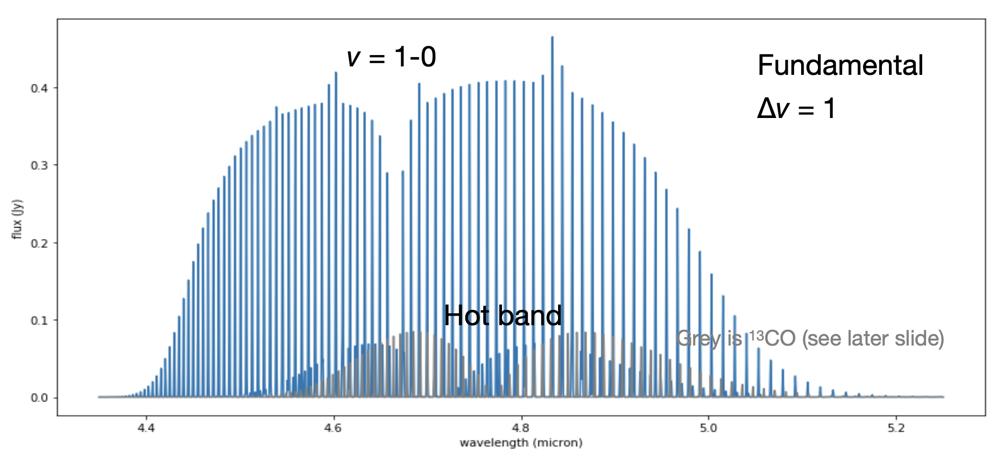 v = 1-0
Fundamental
Δv = 1
Hot band
Grey is ¹³CO (see later slide)
flux (Jy)
0.4
0.3
0.2
0.1
0.0
4.4 4.6 4.8 5.0 5.2
wavelength (micron)